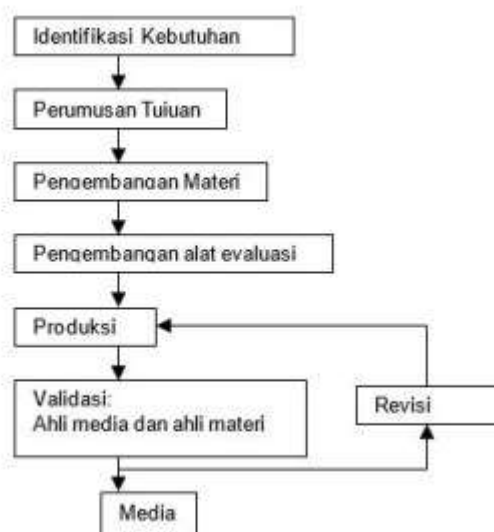 Identifikasi Kebutuhan
Perumusan Tujuan
Pengembangan Materi
Pengembangan alat evaluasi
Produksi
Validasi:
Ahli media dan ahli materi
Revisi
Media